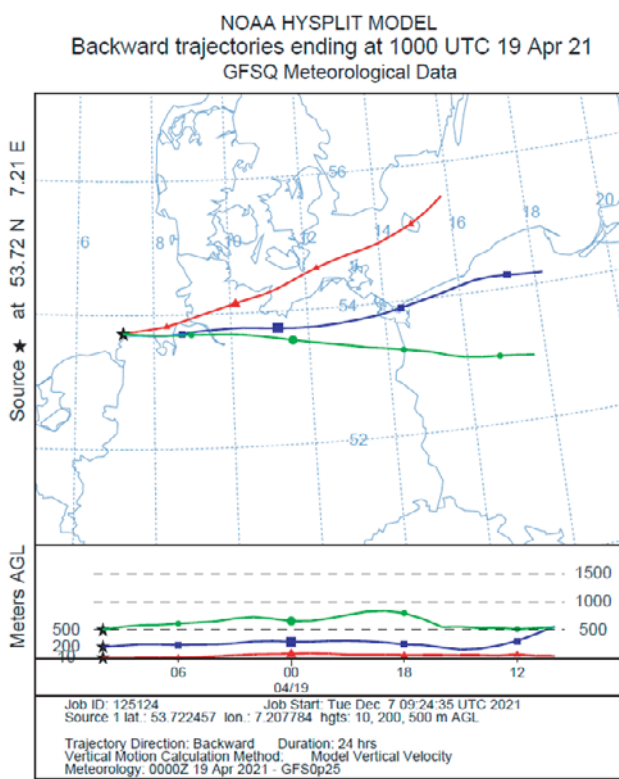 NOAA HYSPLIT MODEL
Backward trajectories ending at 1000 UTC 19 Apr 21
GFSQ Meteorological Data
Source ★ at 53.72 N 7.21 E
56
20
6 8 10 12 14 16 18
54
52
Meters AGL
1500
1000
500 500
200
10
06 00 18 12
04/19
Job ID: 125124 Job Start: Tue Dec 7 09:24:35 UTC 2021
Source 1 lat.: 53.722457 lon.: 7.207784 hgts: 10, 200, 500 m AGL
Trajectory Direction: Backward Duration: 24 hrs
Vertical Motion Calculation Method: Model Vertical Velocity
Meteorology: 0000Z 19 Apr 2021 - GFS0p25